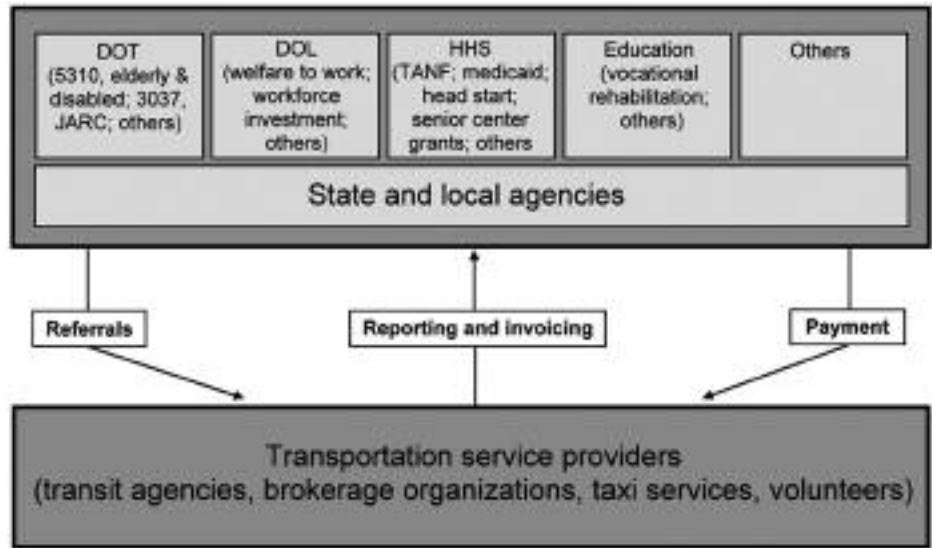 DOT
(5310, elderly &
disabled; 3037,
JARC; others)
DOL
(welfare to work;
workforce
investment;
others)
HHS
(TANF; medicaid;
head start;
senior center
grants; others
Education
(vocational
rehabilitation;
others)
Others
State and local agencies
Referrals
Reporting and invoicing
Payment
Transportation service providers
(transit agencies, brokerage organizations, taxi services, volunteers)